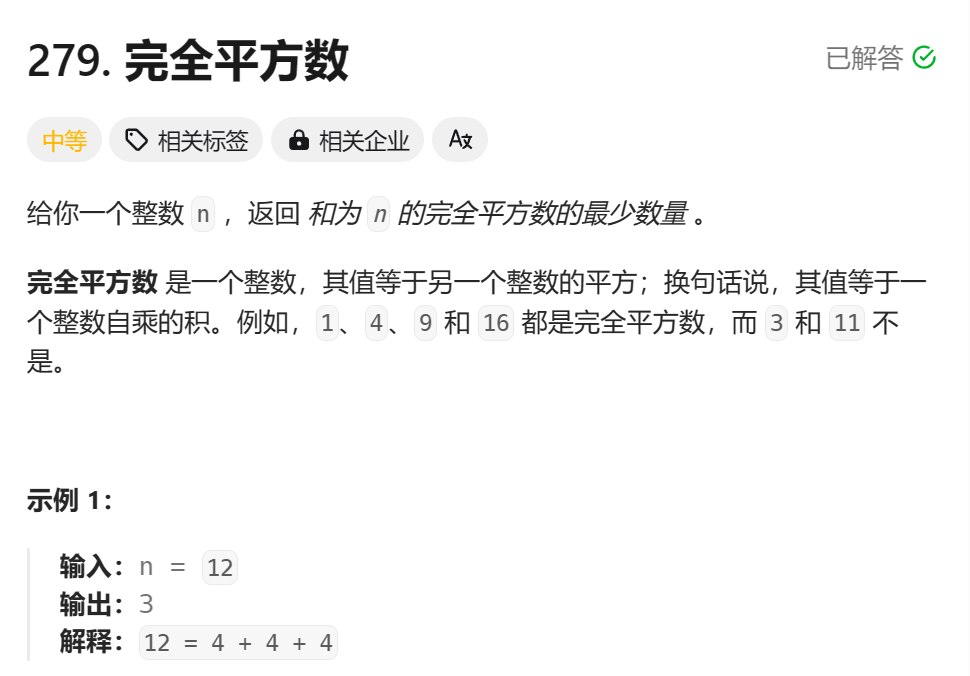 279. 完全平方数
已解答
中等 相关标签 相关企业 A文
给你一个整数 n ，返回 和为 n 的完全平方数的最少数量 。
完全平方数 是一个整数，其值等于另一个整数的平方；换句话说，其值等于一
个整数自乘的积。例如，1、4、9 和 16 都是完全平方数，而 3 和 11 不
是。
示例 1：
输入：n = 12
输出：3
解释：12 = 4 + 4 + 4